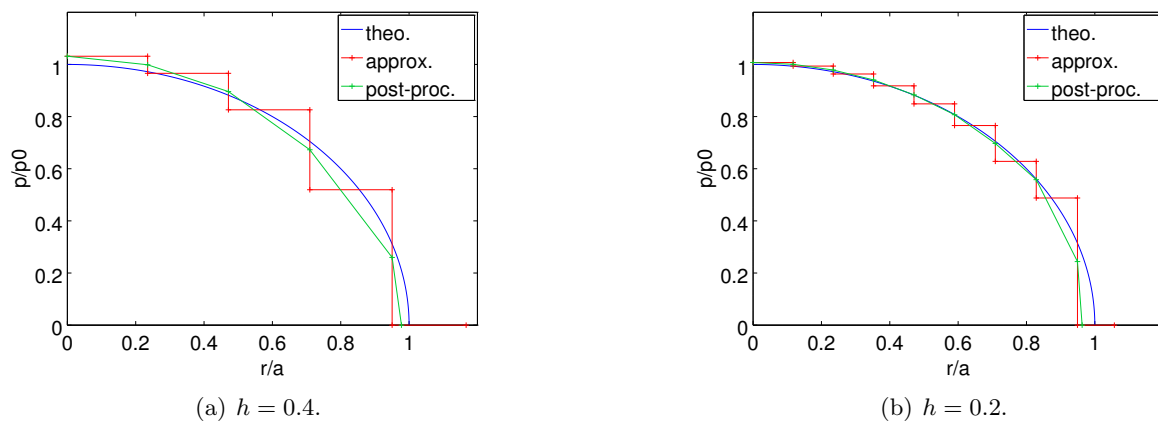 theo.
approx.
post-proc.
p/p0
1
0.8
0.6
0.4
0.2
0
0 0.2 0.4 0.6 0.8 1
r/a
(a) h = 0.4.
theo.
approx.
post-proc.
p/p0
1
0.8
0.6
0.4
0.2
0
0 0.2 0.4 0.6 0.8 1
r/a
(b) h = 0.2.